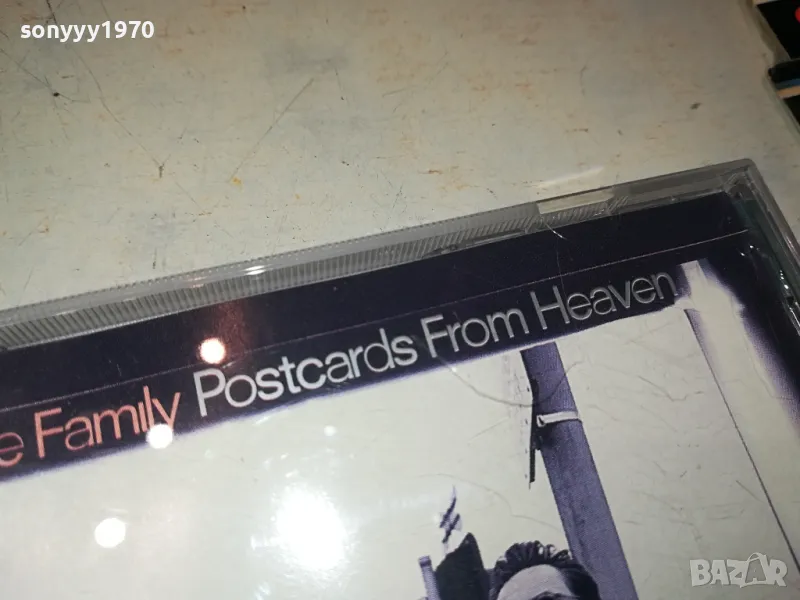 sonyyy1970
e Family Postcards From Heaven
BAZAR